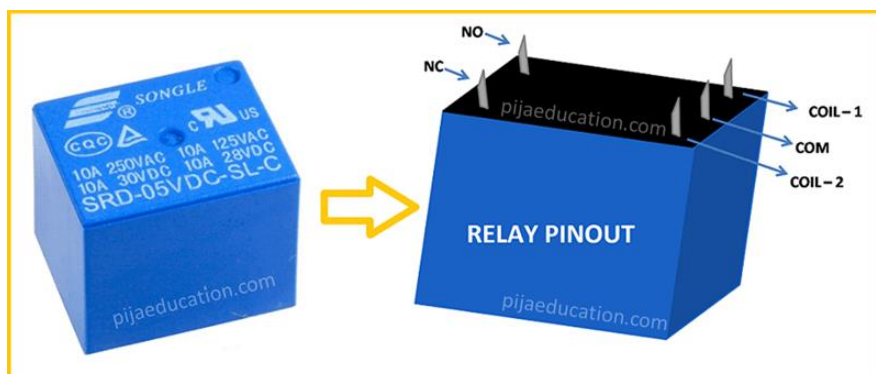 SONGLE
®
CQC
C US
10A 250VAC 10A 125VAC
10A 30VDC 10A 28VDC
SRD-05VDC-SL-C
pijaeducation.com
NO
NC
pijaeducation.com
COIL-1
COM
COIL-2
RELAY PINOUT
pijaeducation.com